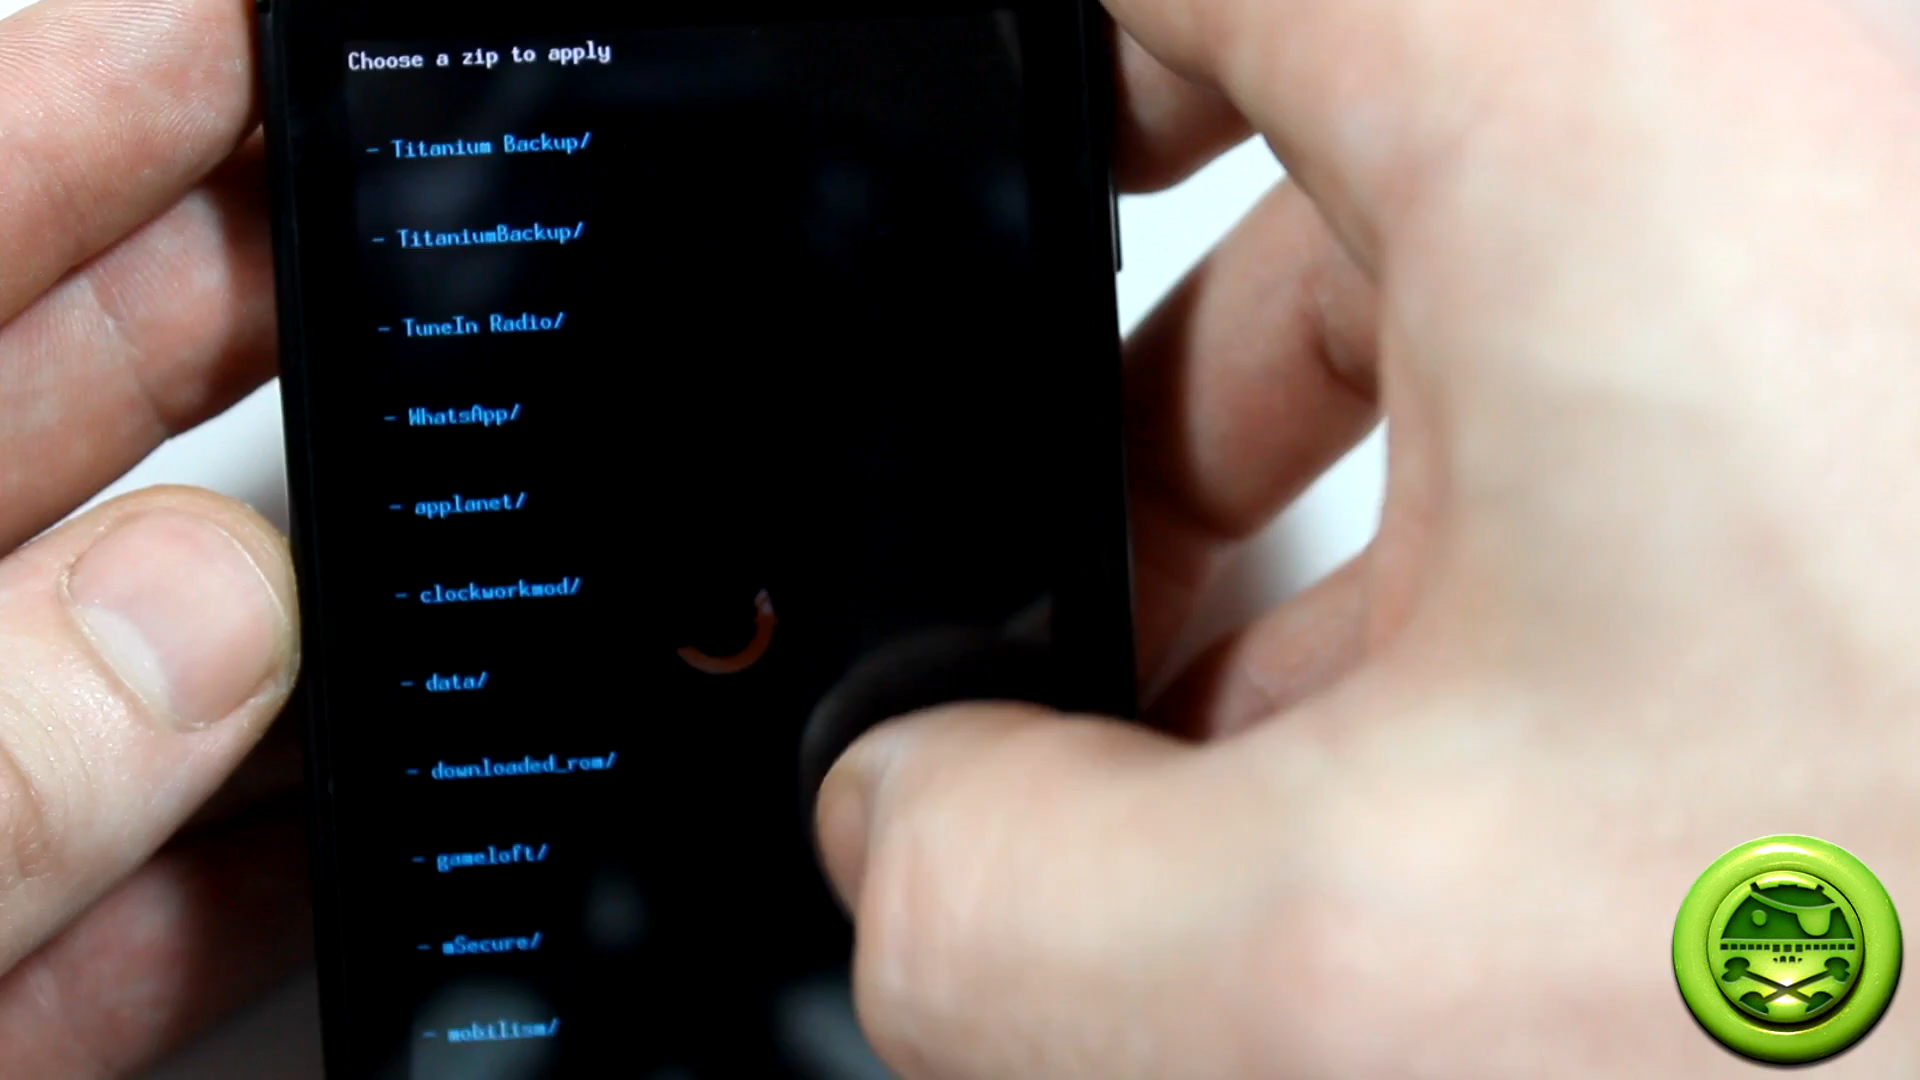 Choose a zip to apply
- Titanium Backup/
- TitaniumBackup/
- TuneIn Radio/
- WhatsApp/
- applanet/
- clockworkmod/
- data/
- downloaded_rom/
- gameloft/
- mSecure/
- mobilism/